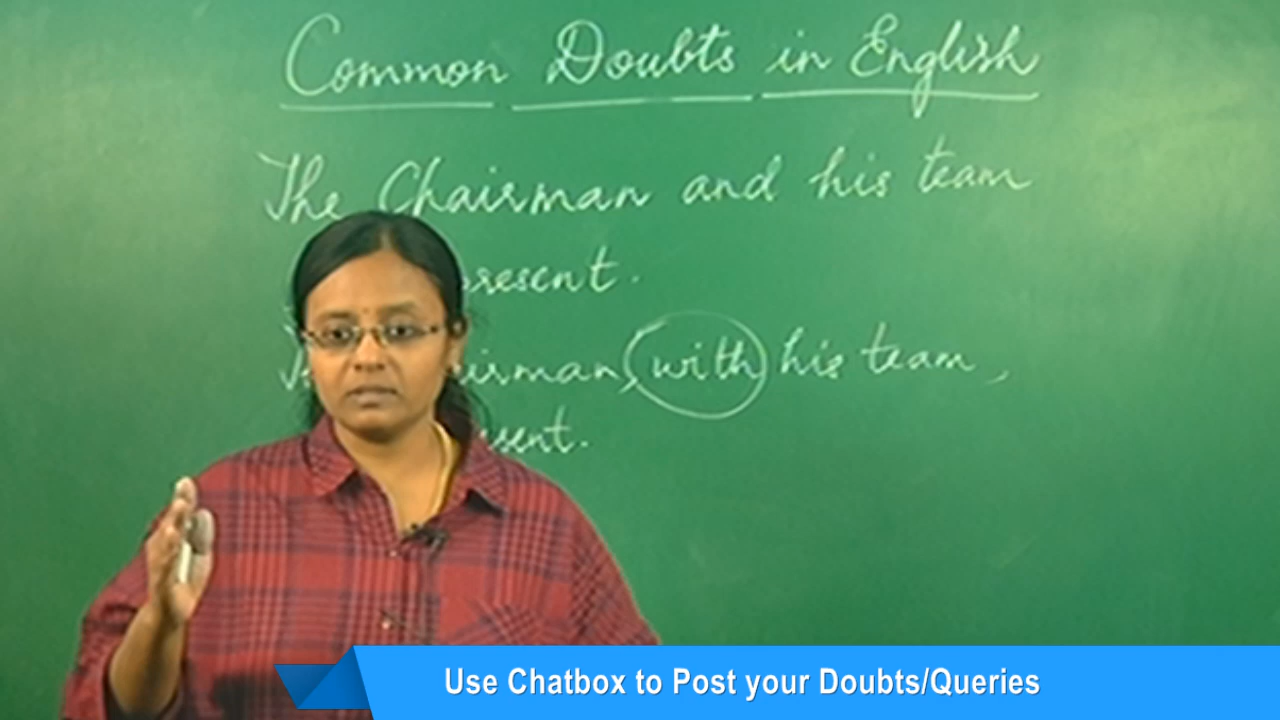 Common Doubts in English
The Chairman and his team
present.
with his team,
Use Chatbox to Post your Doubts/Queries